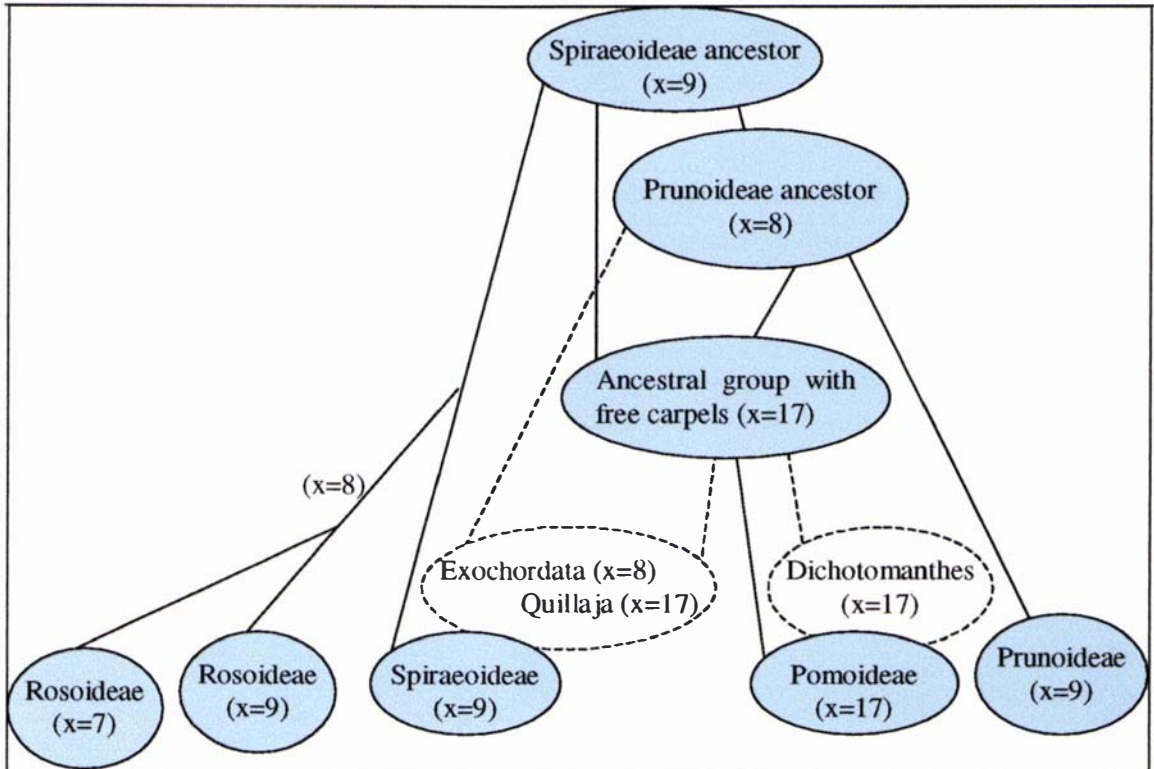 Spiraeoideae ancestor
(x=9)
Prunoideae ancestor
(x=8)
Ancestral group with
free carpels (x=17)
(x=8)
Exochordata (x=8)
Quillaja (x=17)
Dichotomanthes
(x=17)
Rosoideae
(x=7)
Rosoideae
(x=9)
Spiraeoideae
(x=9)
Pomoideae
(x=17)
Prunoideae
(x=9)